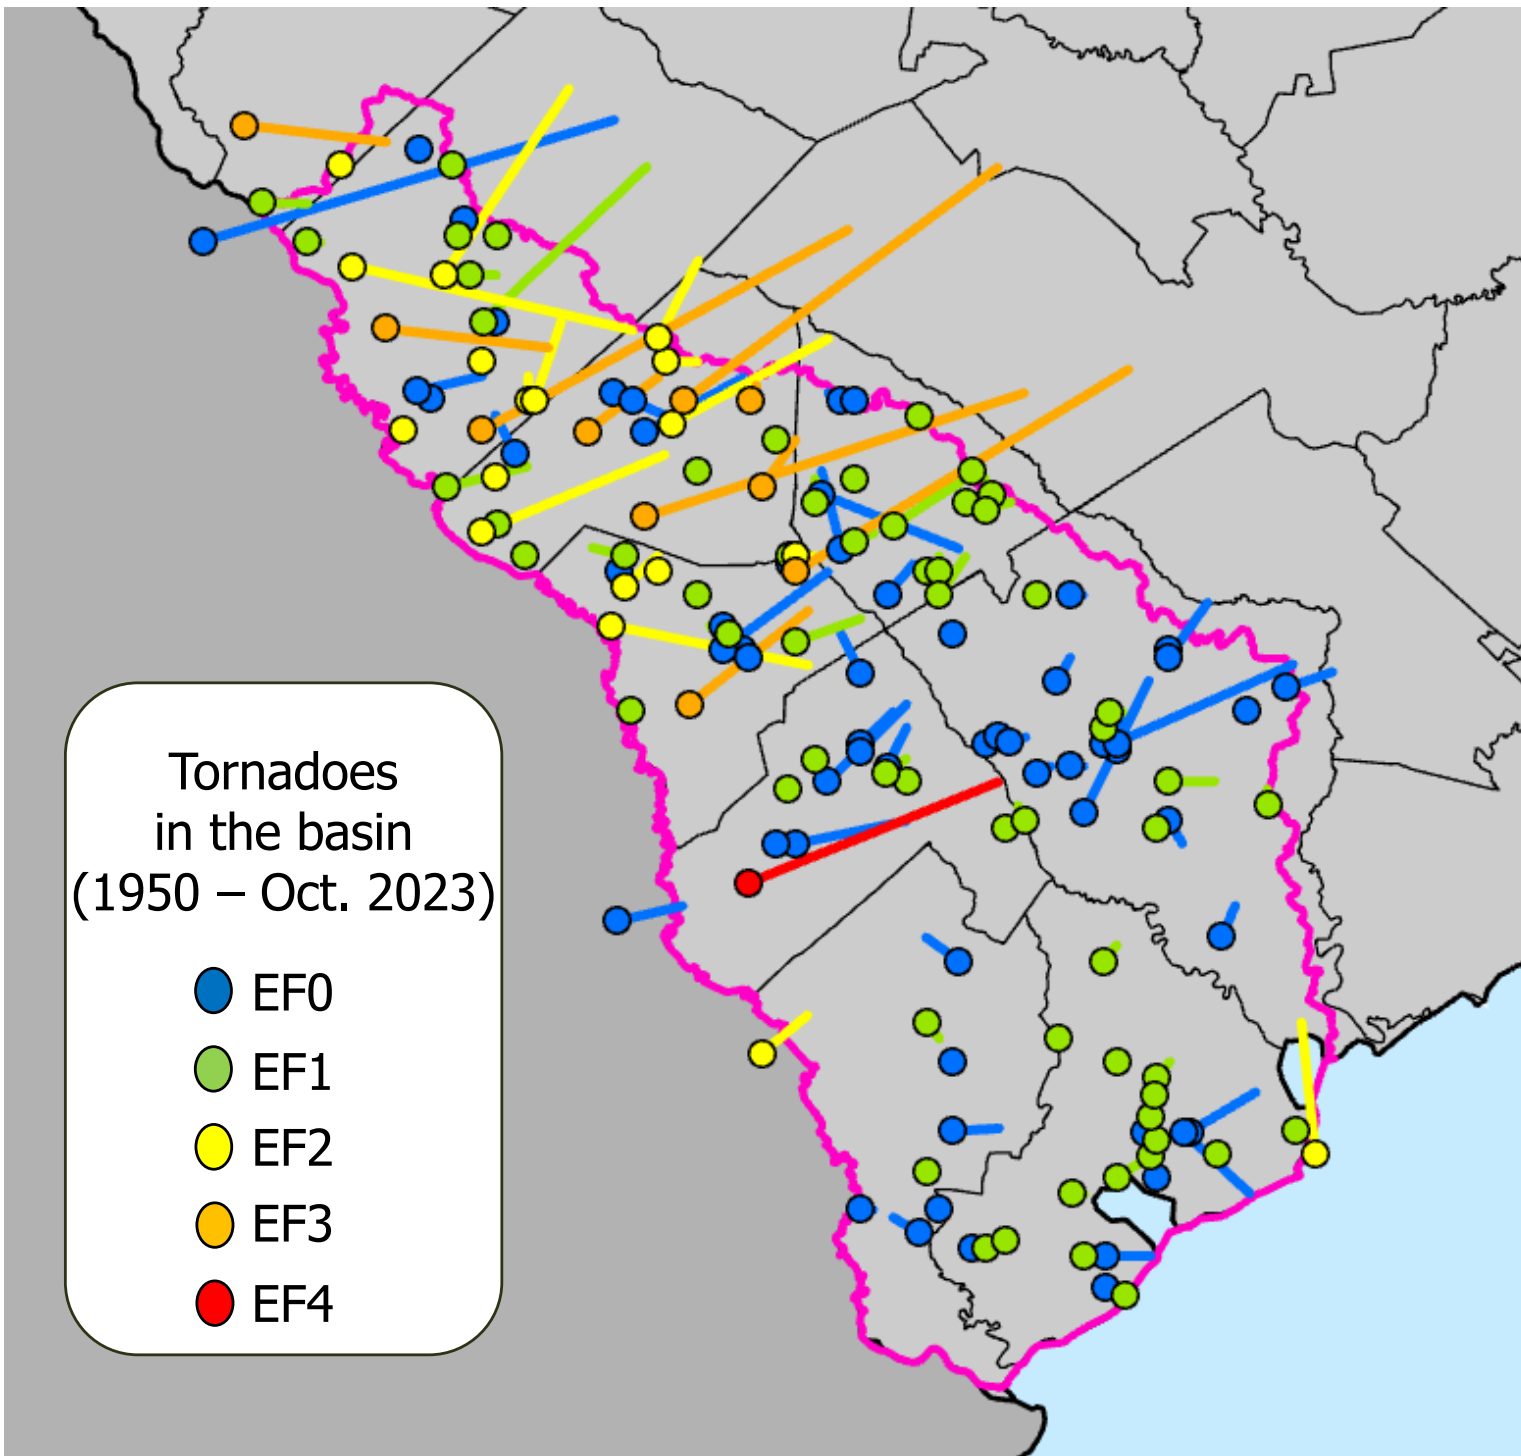 Tornadoes
in the basin
(1950 – Oct. 2023)
EF0
EF1
EF2
EF3
EF4